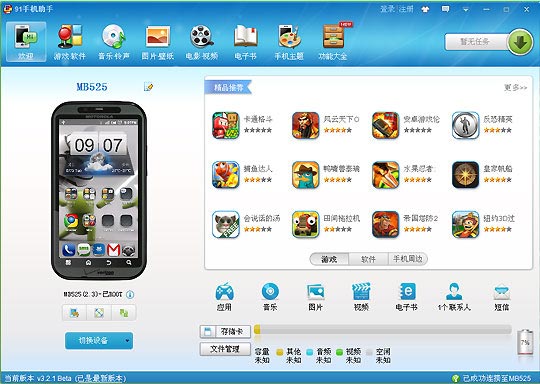 91手机助手
登录|注册
欢迎
游戏·软件
音乐·铃声
图片·壁纸
电影·视频
电子书
手机主题
功能大全
暂无任务
MB525
精品推荐
更多>>
卡通格斗
风云天下O
安卓游戏伦
反恐精英
捕鱼达人
鸭嘴兽泰瑞
水果忍者:
皇家帆船
会说话的汤
田间拖拉机
帝国塔防2
纽约3D过
MOTOROLA
09 07
verizon
游戏
软件
手机周边
MB525(2.3)-已ROOT
应用
音乐
图片
视频
电子书
1个联系人
短信
切换设备
存储卡
文件管理
容量 未知
其他 未知
音频 未知
视频 未知
空闲 未知
7%
当前版本 v3.2.1 Beta (已是最新版本)
已成功连接至MB525